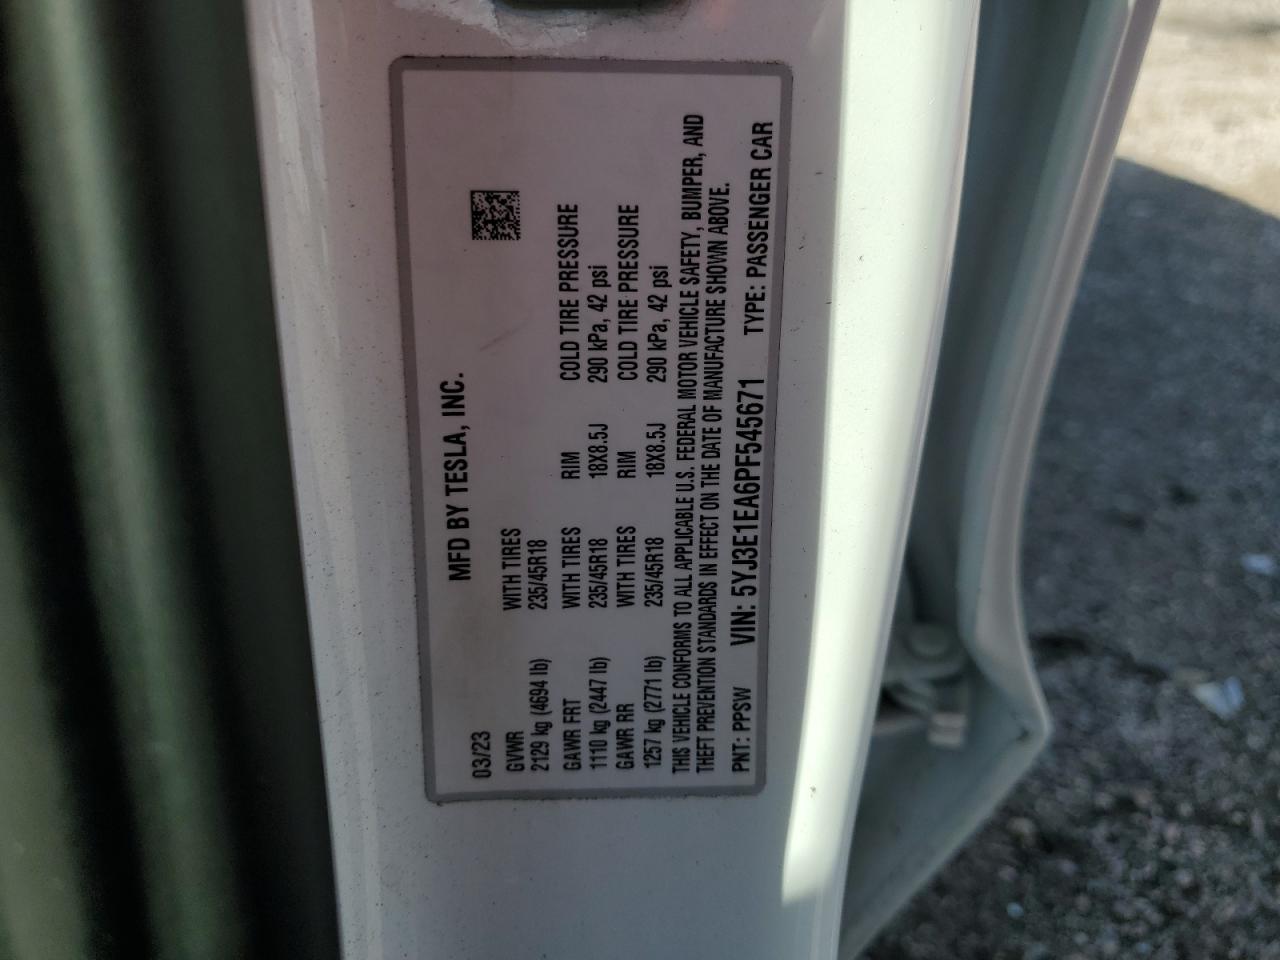 MFD BY TESLA, INC.
03/23
GVWR WITH TIRES
2129 kg (4694 lb) 235/45R18
GAWR FRT WITH TIRES RIM COLD TIRE PRESSURE
1110 kg (2447 lb) 235/45R18 18X8.5J 290 kPa, 42 psi
GAWR RR WITH TIRES RIM COLD TIRE PRESSURE
1257 kg (2771 lb) 235/45R18 18X8.5J 290 kPa, 42 psi
THIS VEHICLE CONFORMS TO ALL APPLICABLE U.S. FEDERAL MOTOR VEHICLE SAFETY, BUMPER, AND
THEFT PREVENTION STANDARDS IN EFFECT ON THE DATE OF MANUFACTURE SHOWN ABOVE.
PNT: PPSW VIN: 5YJ3E1EA6PF545671 TYPE: PASSENGER CAR